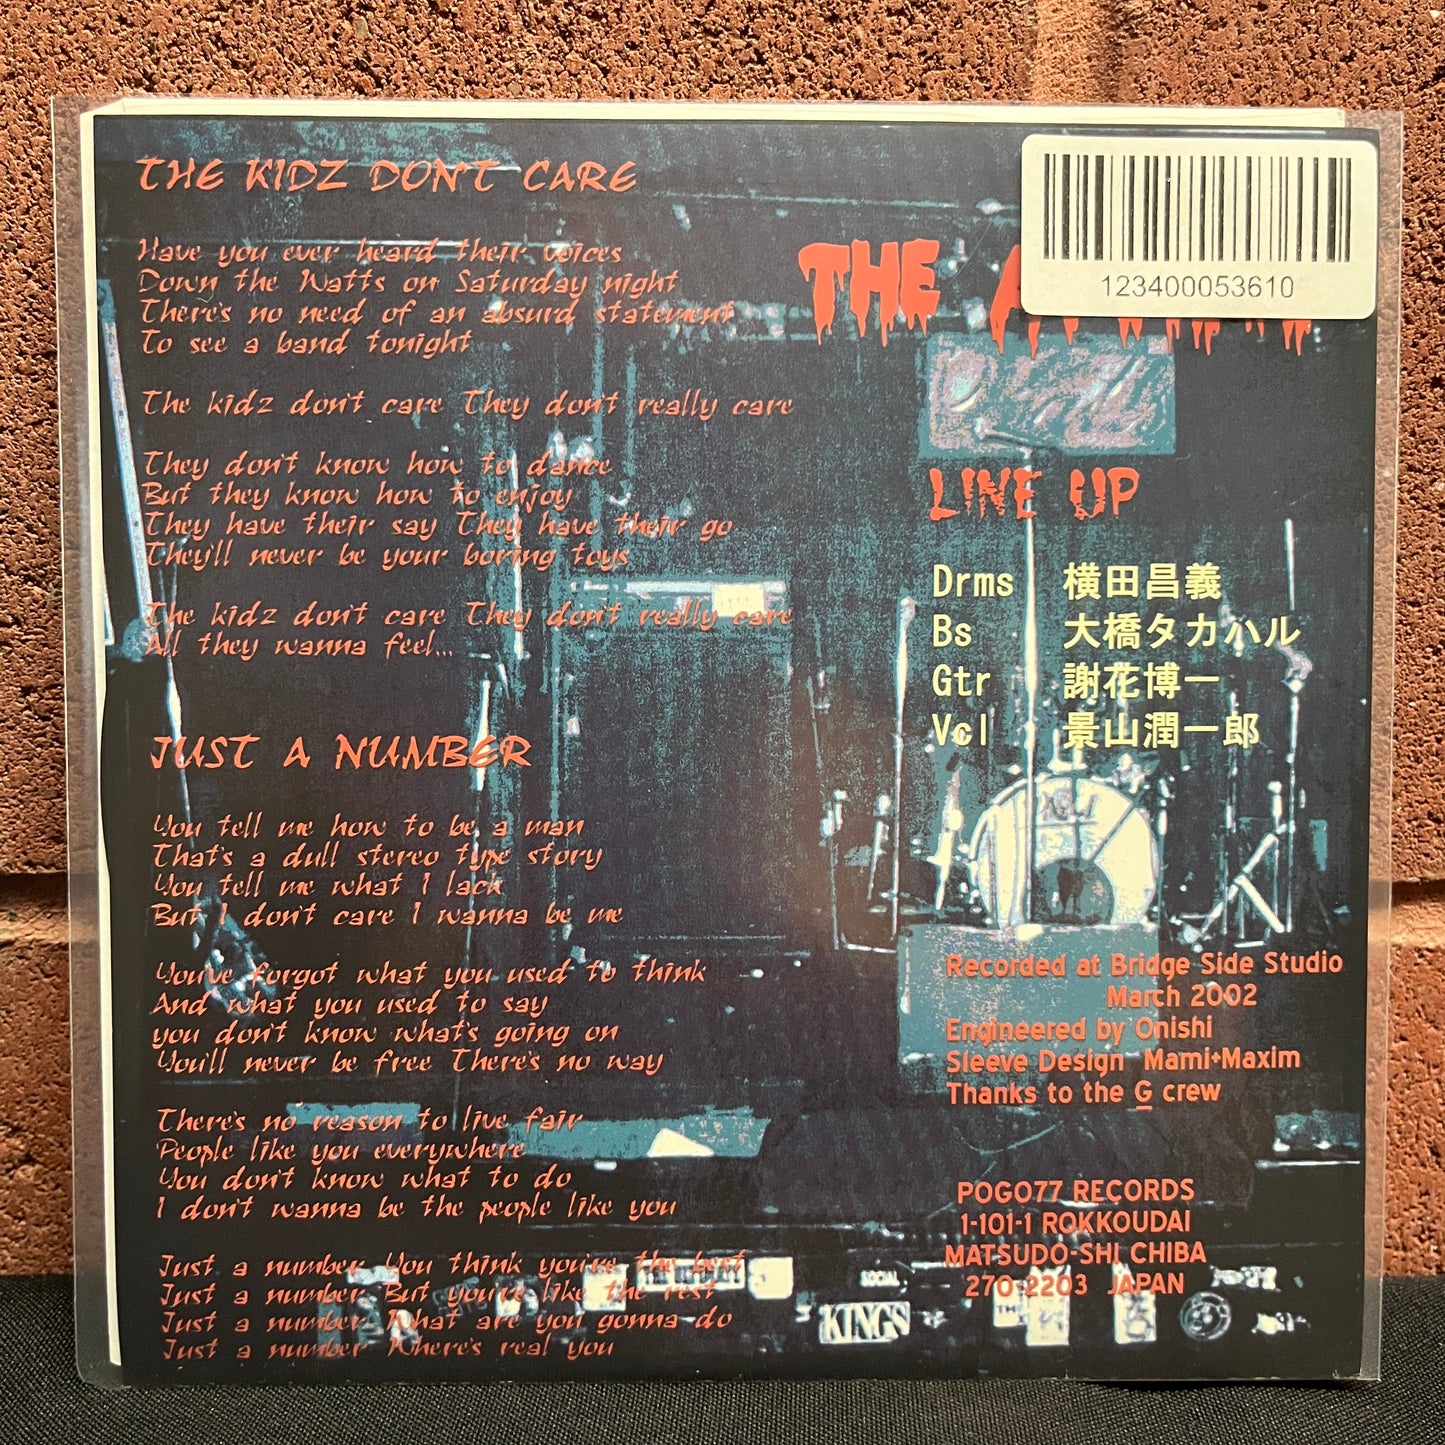 THE KIDZ DON'T CARE
Have you ever heard their voices
Down the Watts on Saturday night
There's no need of an absurd statement
To see a band tonight
The kidz don't care They don't really care
They don't know how to dance
But they know how to enjoy
They have their say They have their go
They'll never be your boring toys
The kidz don't care They don't really care
All they wanna feel...
JUST A NUMBER
You tell me how to be a man
That's a dull stereo type story
You tell me what I lack
But I don't care I wanna be me
You've forgot what you used to think
And what you used to say
you don't know what's going on
You'll never be free There's no way
There's no reason to live fair
People like you everywhere
You don't know what to do
I don't wanna be the people like you
Just a number You think you're the best
Just a number But you're like the rest
Just a number What are you gonna do
Just a number Where's real you
123400053610
THE
LINE UP
Drms 横田昌義
Bs 大橋タカハル
Gtr 謝花博一
Vcl 景山潤一郎
Recorded at Bridge Side Studio
March 2002
Engineered by Onishi
Sleeve Design Mami+Maxim
Thanks to the G crew
POGO77 RECORDS
1-101-1 ROKKOUDAI
MATSUDO-SHI CHIBA
270-2203 JAPAN
SOCIAL
KINGS